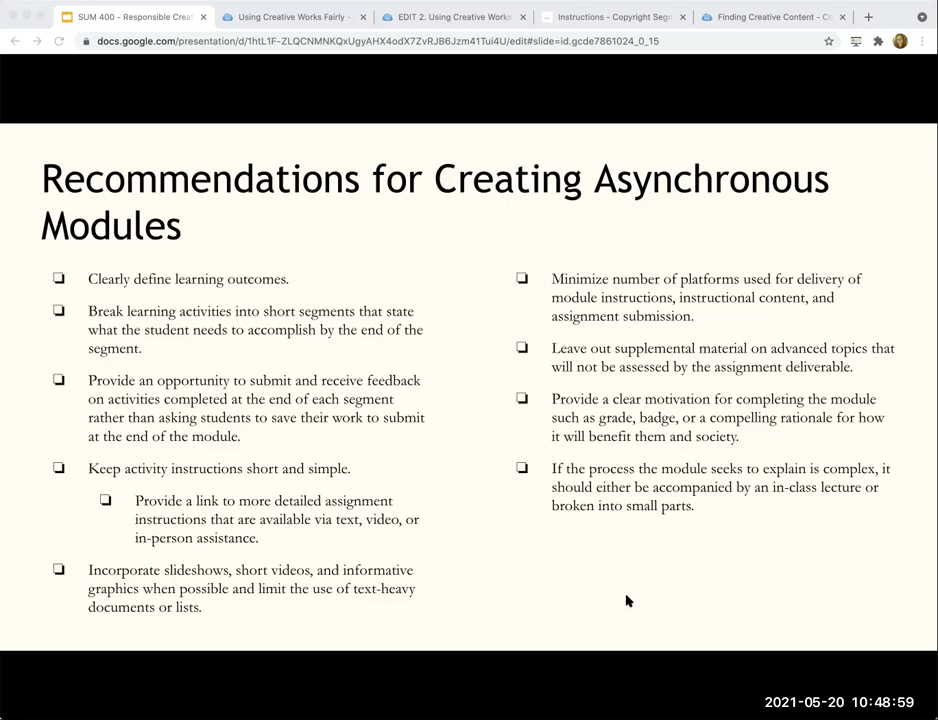 SUM 400 - Responsible Creat
Using Creative Works Fairly -
EDIT 2. Using Creative Works
Instructions - Copyright Segm
Finding Creative Content - Co
docs.google.com/presentation/d/1htL1F-ZLQCNMNKQxUgyAHX4odX7ZvRJB6Jzm41Tui4U/edit#slide=id.gcde7861024_0_15
Recommendations for Creating Asynchronous
Modules
Clearly define learning outcomes.
Break learning activities into short segments that state
what the student needs to accomplish by the end of the
segment.
Provide an opportunity to submit and receive feedback
on activities completed at the end of each segment
rather than asking students to save their work to submit
at the end of the module.
Keep activity instructions short and simple.
Provide a link to more detailed assignment
instructions that are available via text, video, or
in-person assistance.
Incorporate slideshows, short videos, and informative
graphics when possible and limit the use of text-heavy
documents or lists.
Minimize number of platforms used for delivery of
module instructions, instructional content, and
assignment submission.
Leave out supplemental material on advanced topics that
will not be assessed by the assignment deliverable.
Provide a clear motivation for completing the module
such as grade, badge, or a compelling rationale for how
it will benefit them and society.
If the process the module seeks to explain is complex, it
should either be accompanied by an in-class lecture or
broken into small parts.
2021-05-20 10:48:59